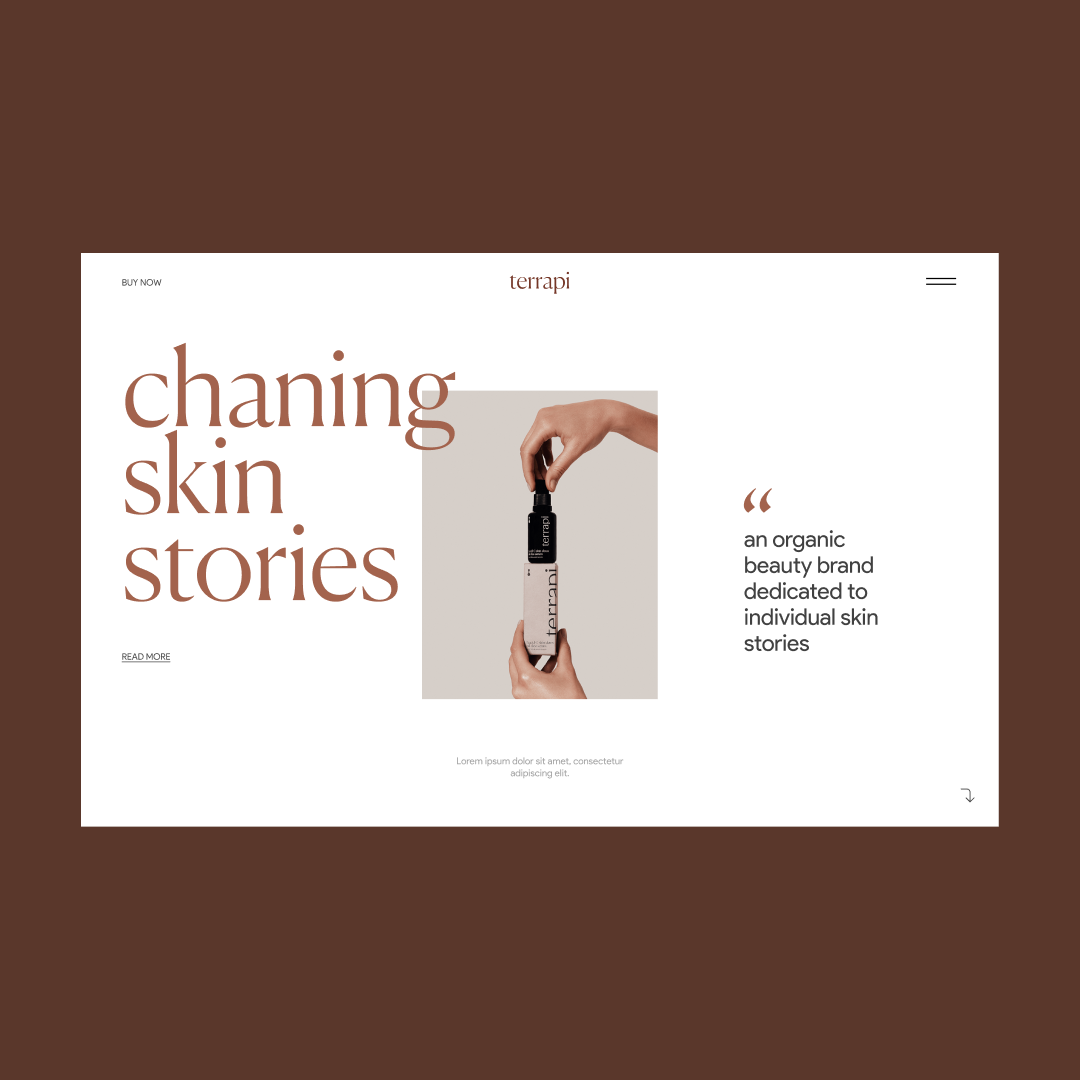 BUY NOW
terrapi
chaning
skin
stories
READ MORE
terrapi
terrapi
“
an organic
beauty brand
dedicated to
individual skin
stories
Lorem ipsum dolor sit amet, consectetur
adipiscing elit.